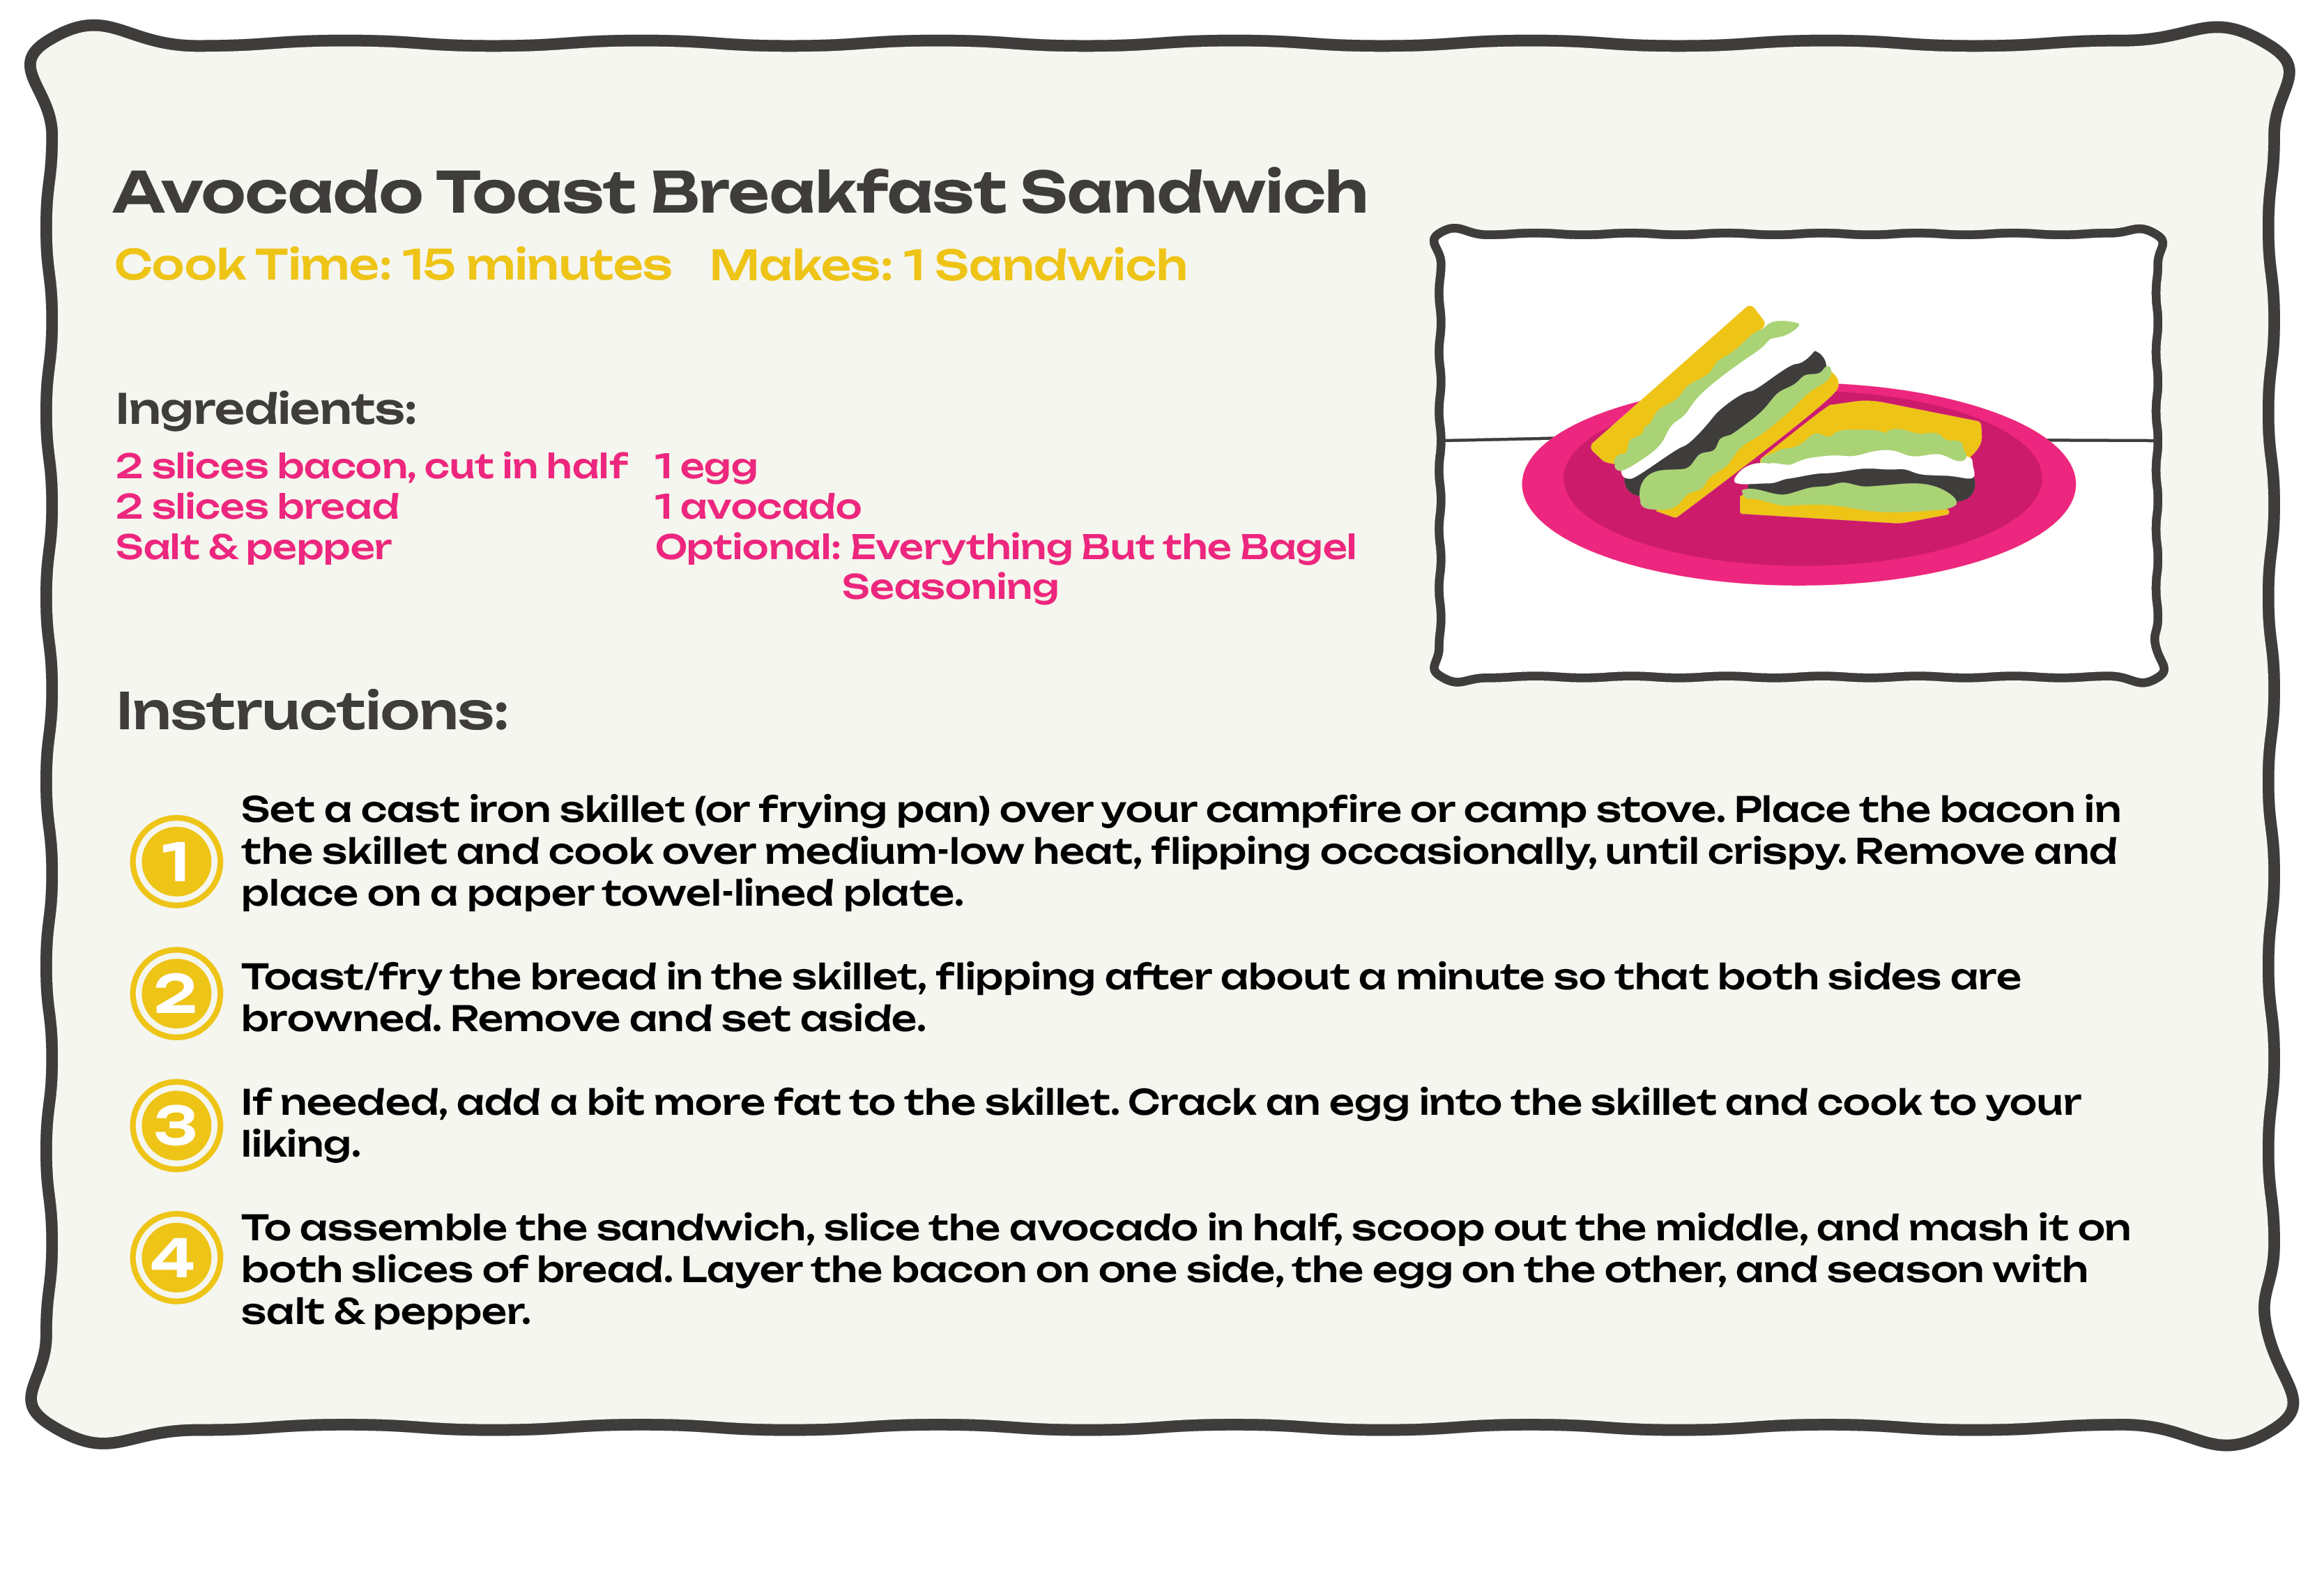 Avocado Toast Breakfast Sandwich
Cook Time: 15 minutes Makes: 1 Sandwich
Ingredients:
2 slices bacon, cut in half
2 slices bread
Salt & pepper
1 egg
1 avocado
Optional: Everything But the Bagel
Seasoning
Instructions:
1
Set a cast iron skillet (or frying pan) over your campfire or camp stove. Place the bacon in
the skillet and cook over medium-low heat, flipping occasionally, until crispy. Remove and
place on a paper towel-lined plate.
2
Toast/fry the bread in the skillet, flipping after about a minute so that both sides are
browned. Remove and set aside.
3
If needed, add a bit more fat to the skillet. Crack an egg into the skillet and cook to your
liking.
4
To assemble the sandwich, slice the avocado in half, scoop out the middle, and mash it on
both slices of bread. Layer the bacon on one side, the egg on the other, and season with
salt & pepper.